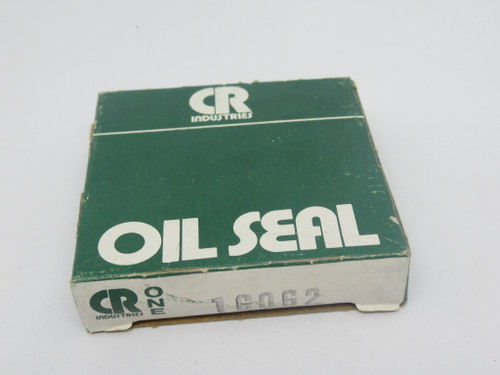 CR
INDUSTRIES
OIL SEAL
CR
INDUSTRIES
ONE
16062